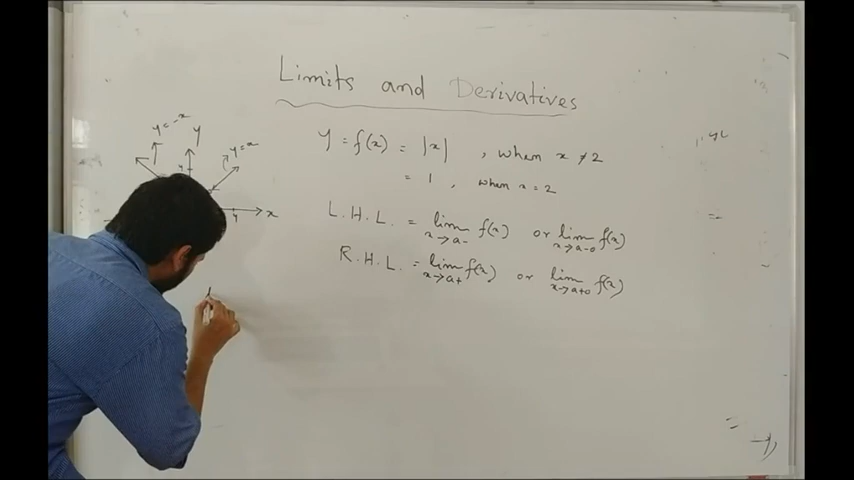 Limits and Derivatives
y = -x
y
y = x
x
y = f(x) = |x| , when x ≠ 2
= 1 , when x = 2
L.H.L. = lim x→a- f(x) or lim x→a-0 f(x)
R.H.L. = lim x→a+ f(x) or lim x→a+0 f(x)